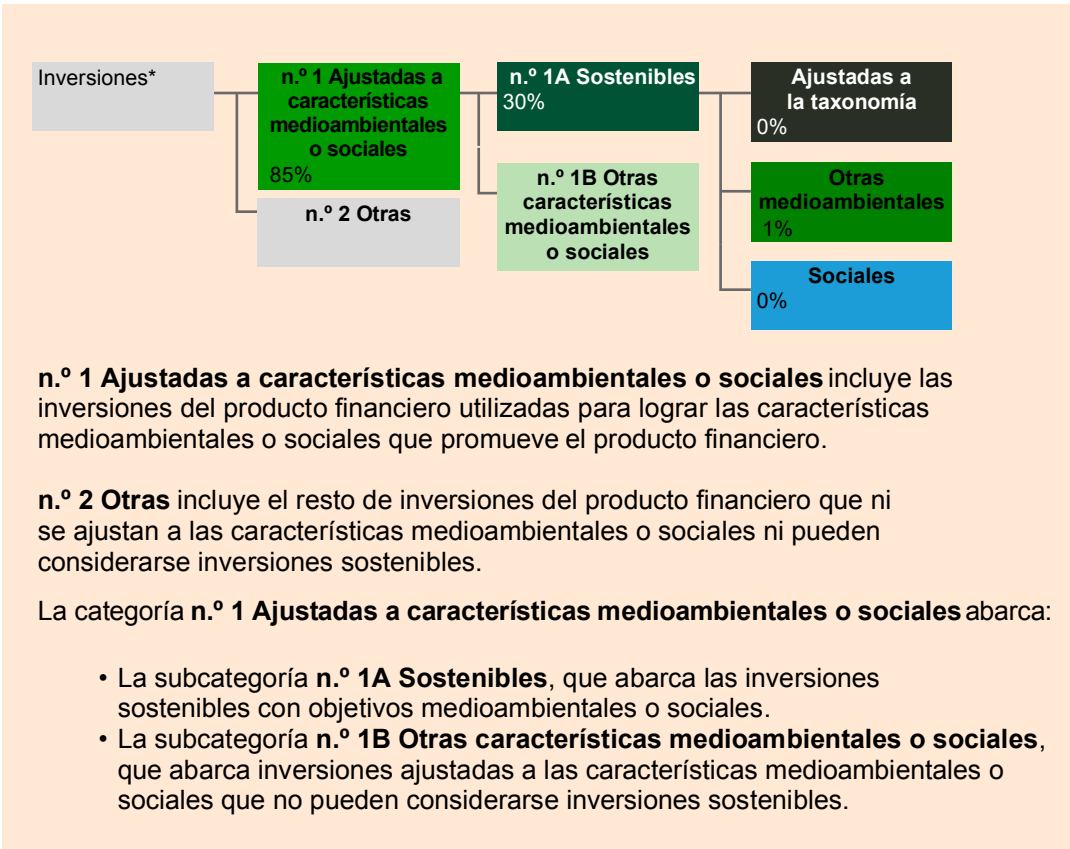 Inversiones*
n.º 1 Ajustadas a
características
medioambientales
o sociales
85%
n.º 2 Otras
n.º 1A Sostenibles
30%
n.º 1B Otras
características
medioambientales
o sociales
Ajustadas a
la taxonomía
0%
Otras
medioambientales
1%
Sociales
0%
n.º 1 Ajustadas a características medioambientales o sociales incluye las
inversiones del producto financiero utilizadas para lograr las características
medioambientales o sociales que promueve el producto financiero.
n.º 2 Otras incluye el resto de inversiones del producto financiero que ni
se ajustan a las características medioambientales o sociales ni pueden
considerarse inversiones sostenibles.
La categoría n.º 1 Ajustadas a características medioambientales o sociales abarca:
• La subcategoría n.º 1A Sostenibles, que abarca las inversiones
sostenibles con objetivos medioambientales o sociales.
• La subcategoría n.º 1B Otras características medioambientales o sociales,
que abarca inversiones ajustadas a las características medioambientales o
sociales que no pueden considerarse inversiones sostenibles.